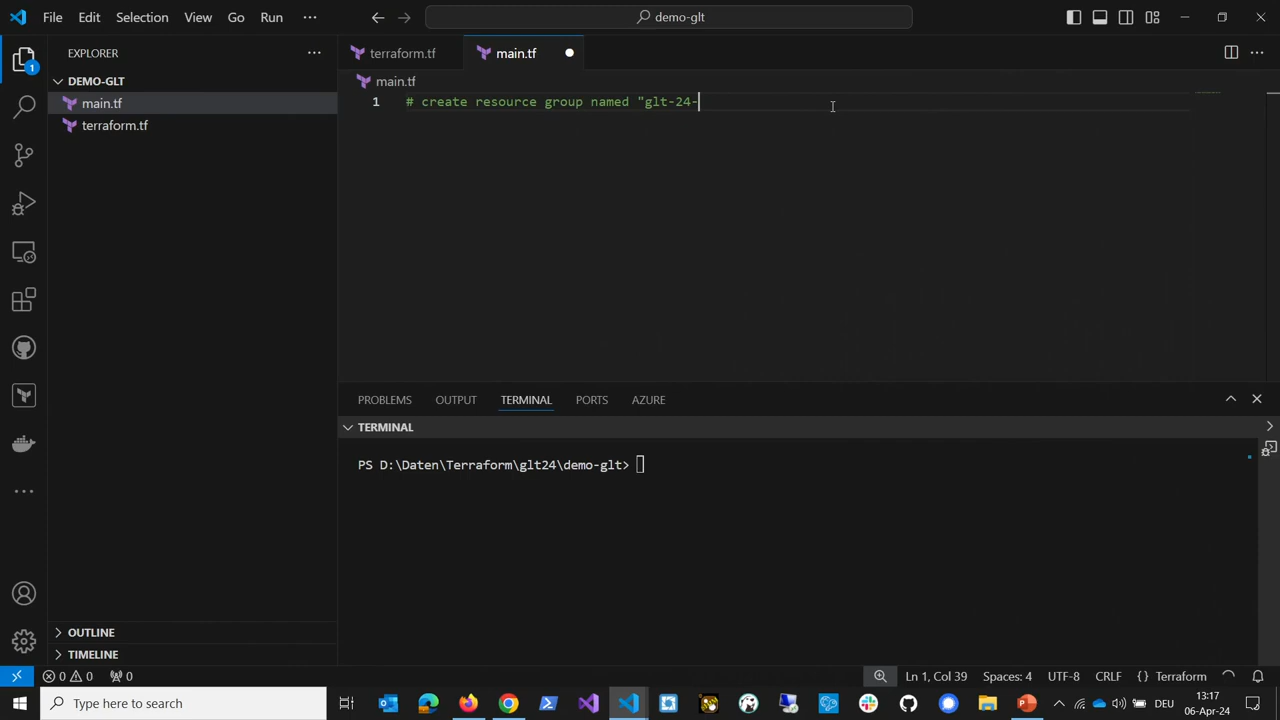 File Edit Selection View Go Run ··· demo-glt
EXPLORER ···
1
DEMO-GLT
main.tf
terraform.tf
terraform.tf main.tf ···
main.tf
1 # create resource group named "glt-24-
PROBLEMS OUTPUT TERMINAL PORTS AZURE
TERMINAL
PS D:\Daten\Terraform\glt24\demo-glt>
OUTLINE
TIMELINE
0 0 0 Ln 1, Col 39 Spaces: 4 UTF-8 CRLF {} Terraform
Type here to search DEU 13:17
06-Apr-24